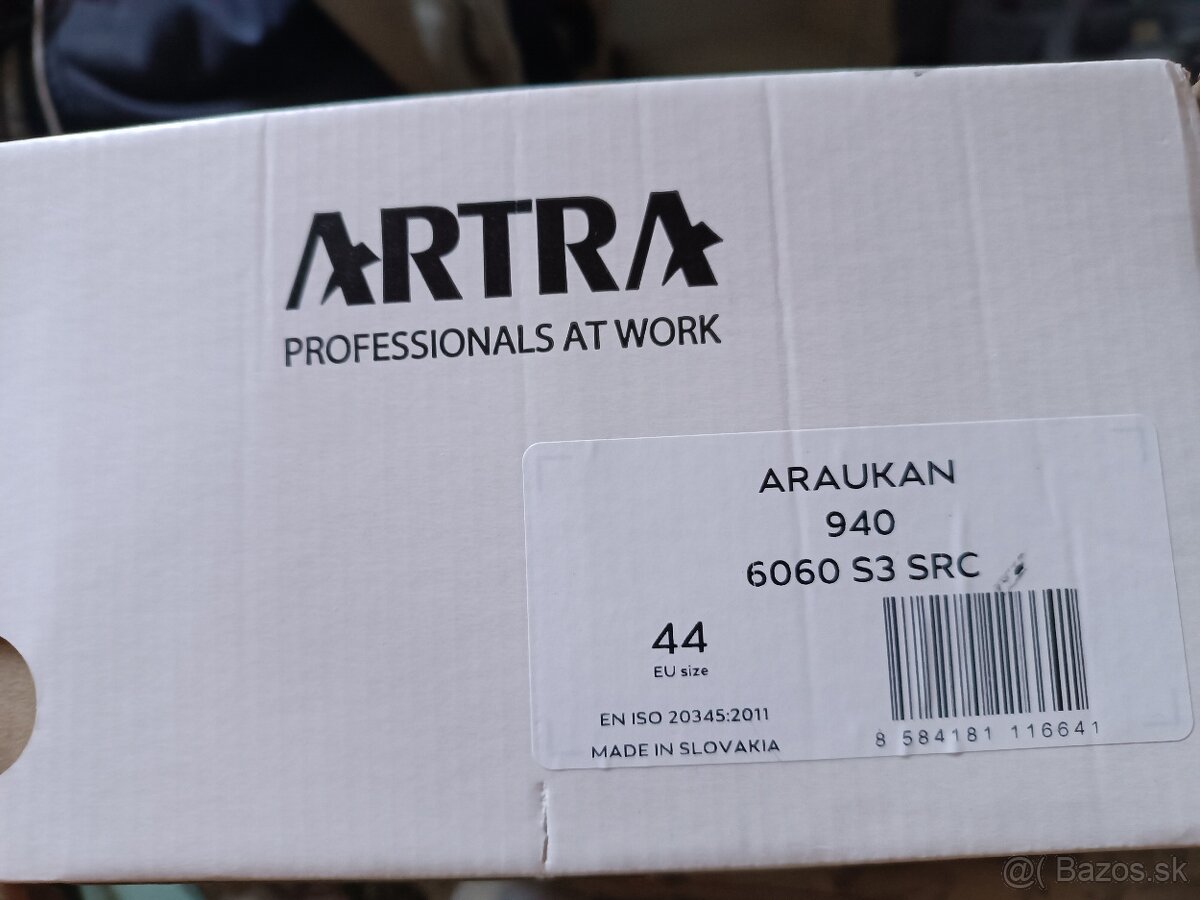 ARTRA
PROFESSIONALS AT WORK
ARAUKAN
940
6060 S3 SRC
44
EU size
EN ISO 20345:2011
MADE IN SLOVAKIA
8 584181 116641
@( Bazos.sk